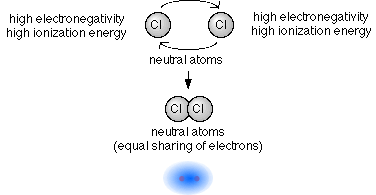 high electronegativity
high ionization energy
Cl
Cl
high electronegativity
high ionization energy
neutral atoms
Cl
Cl
neutral atoms
(equal sharing of electrons)